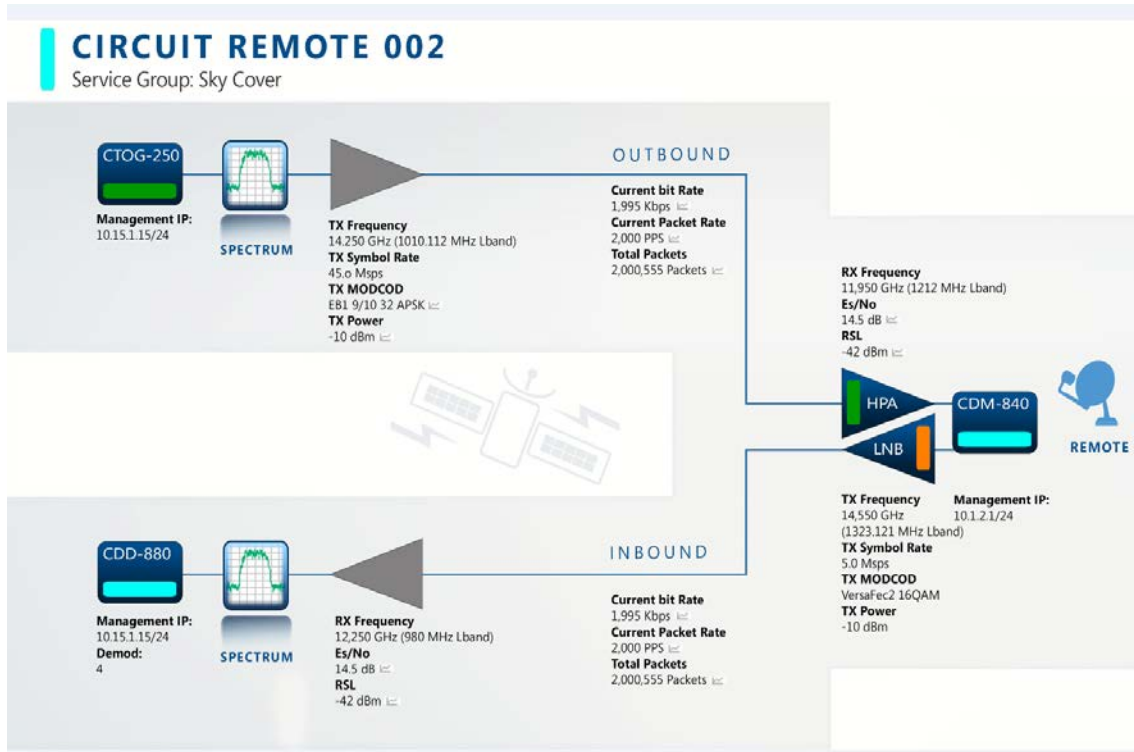 CIRCUIT REMOTE 002
Service Group: Sky Cover
CTOG-250
Management IP:
10.15.1.15/24
SPECTRUM
TX Frequency
14.250 GHz (1010.112 MHz Lband)
TX Symbol Rate
45.o Msps
TX MODCOD
EB1 9/10 32 APSK
TX Power
-10 dBm
OUTBOUND
Current bit Rate
1,995 Kbps
Current Packet Rate
2,000 PPS
Total Packets
2,000,555 Packets
RX Frequency
11,950 GHz (1212 MHz Lband)
Es/No
14.5 dB
RSL
-42 dBm
HPA
LNB
CDM-840
REMOTE
TX Frequency
14,550 GHz
(1323.121 MHz Lband)
TX Symbol Rate
5.0 Msps
TX MODCOD
VersaFec2 16QAM
TX Power
-10 dBm
Management IP:
10.1.2.1/24
CDD-880
Management IP:
10.15.1.15/24
Demod:
4
SPECTRUM
RX Frequency
12,250 GHz (980 MHz Lband)
Es/No
14.5 dB
RSL
-42 dBm
INBOUND
Current bit Rate
1,995 Kbps
Current Packet Rate
2,000 PPS
Total Packets
2,000,555 Packets